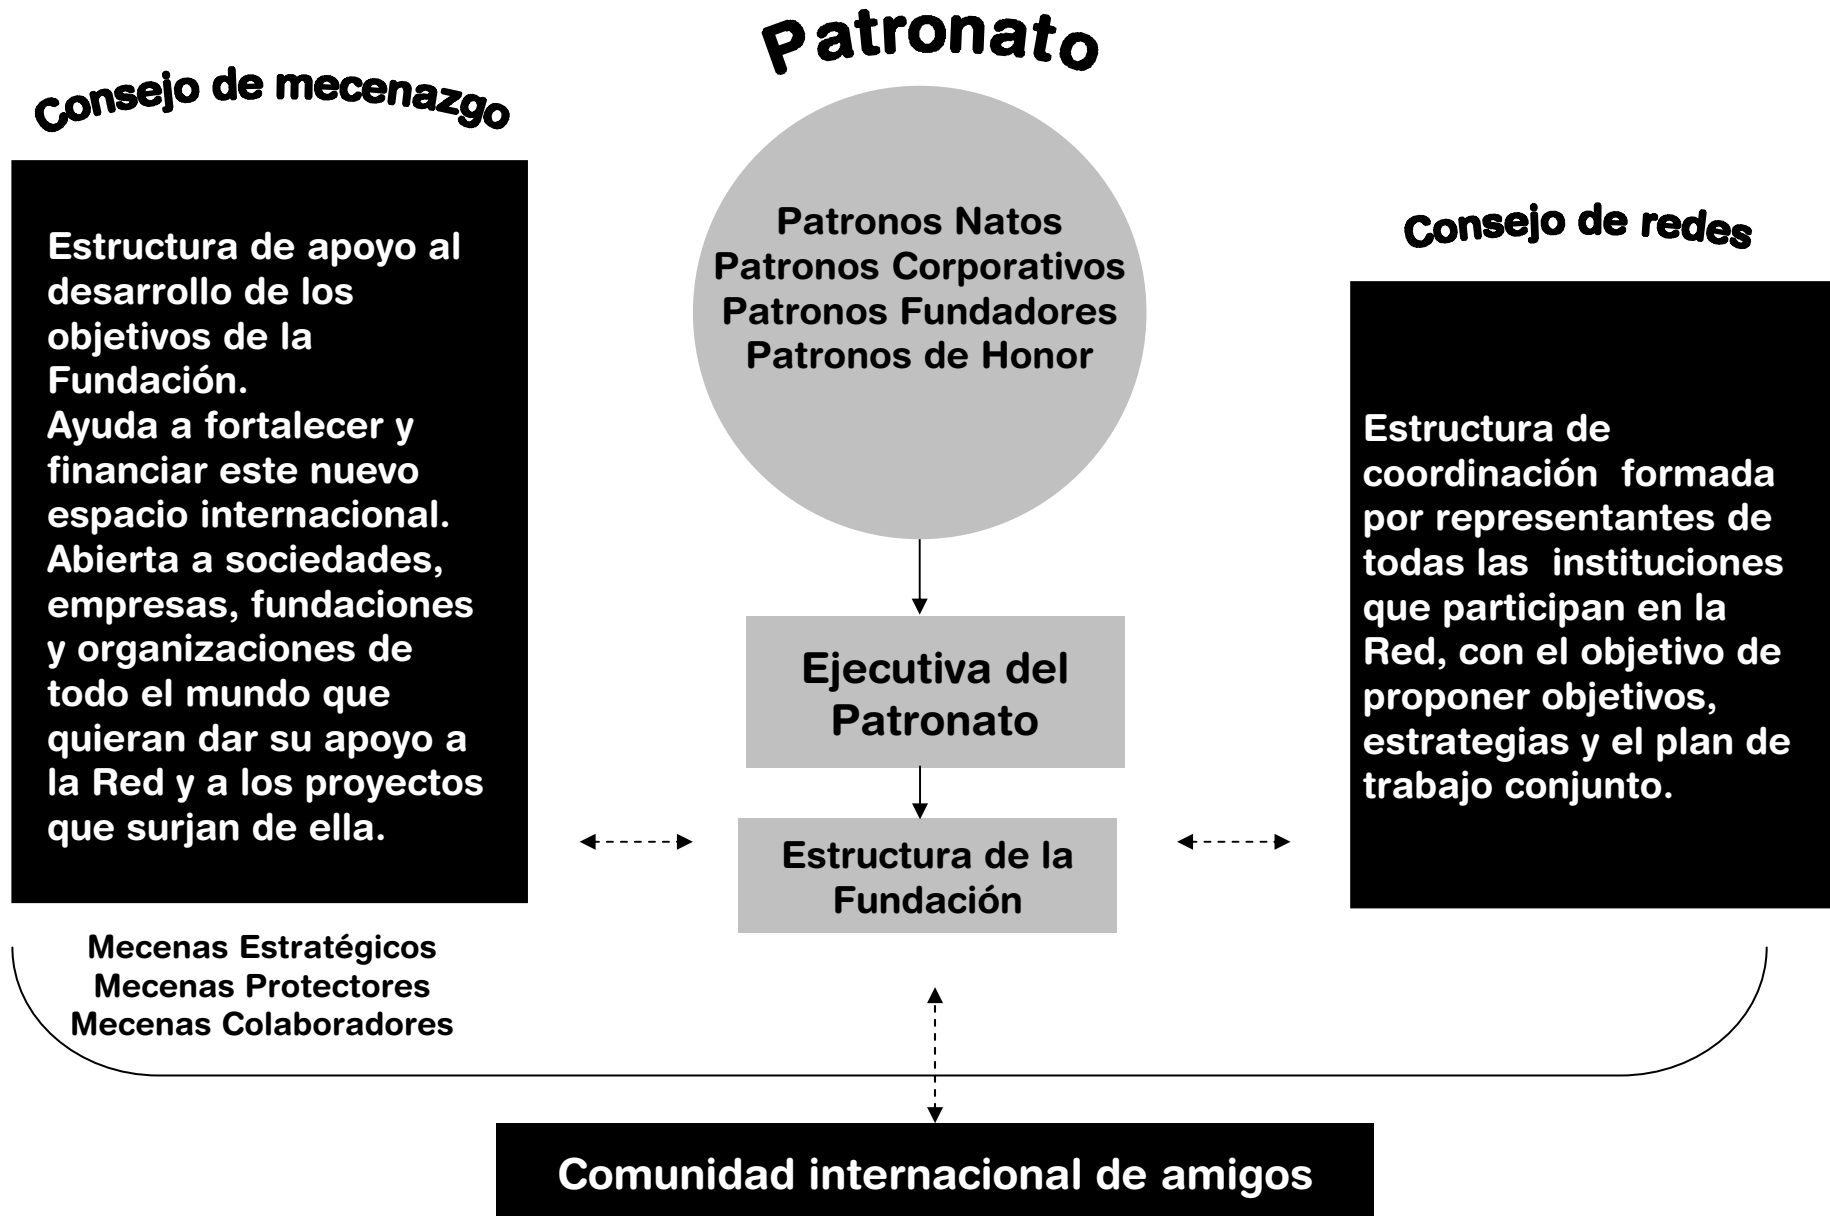 Patronato
Consejo de mecenazgo
Estructura de apoyo al
desarrollo de los
objetivos de la
Fundación.
Ayuda a fortalecer y
financiar este nuevo
espacio internacional.
Abierta a sociedades,
empresas, fundaciones
y organizaciones de
todo el mundo que
quieran dar su apoyo a
la Red y a los proyectos
que surjan de ella.
Mecenas Estratégicos
Mecenas Protectores
Mecenas Colaboradores
Patronos Natos
Patronos Corporativos
Patronos Fundadores
Patronos de Honor
Ejecutiva del
Patronato
Estructura de la
Fundación
Consejo de redes
Estructura de
coordinación formada
por representantes de
todas las instituciones
que participan en la
Red, con el objetivo de
proponer objetivos,
estrategias y el plan de
trabajo conjunto.
Comunidad internacional de amigos